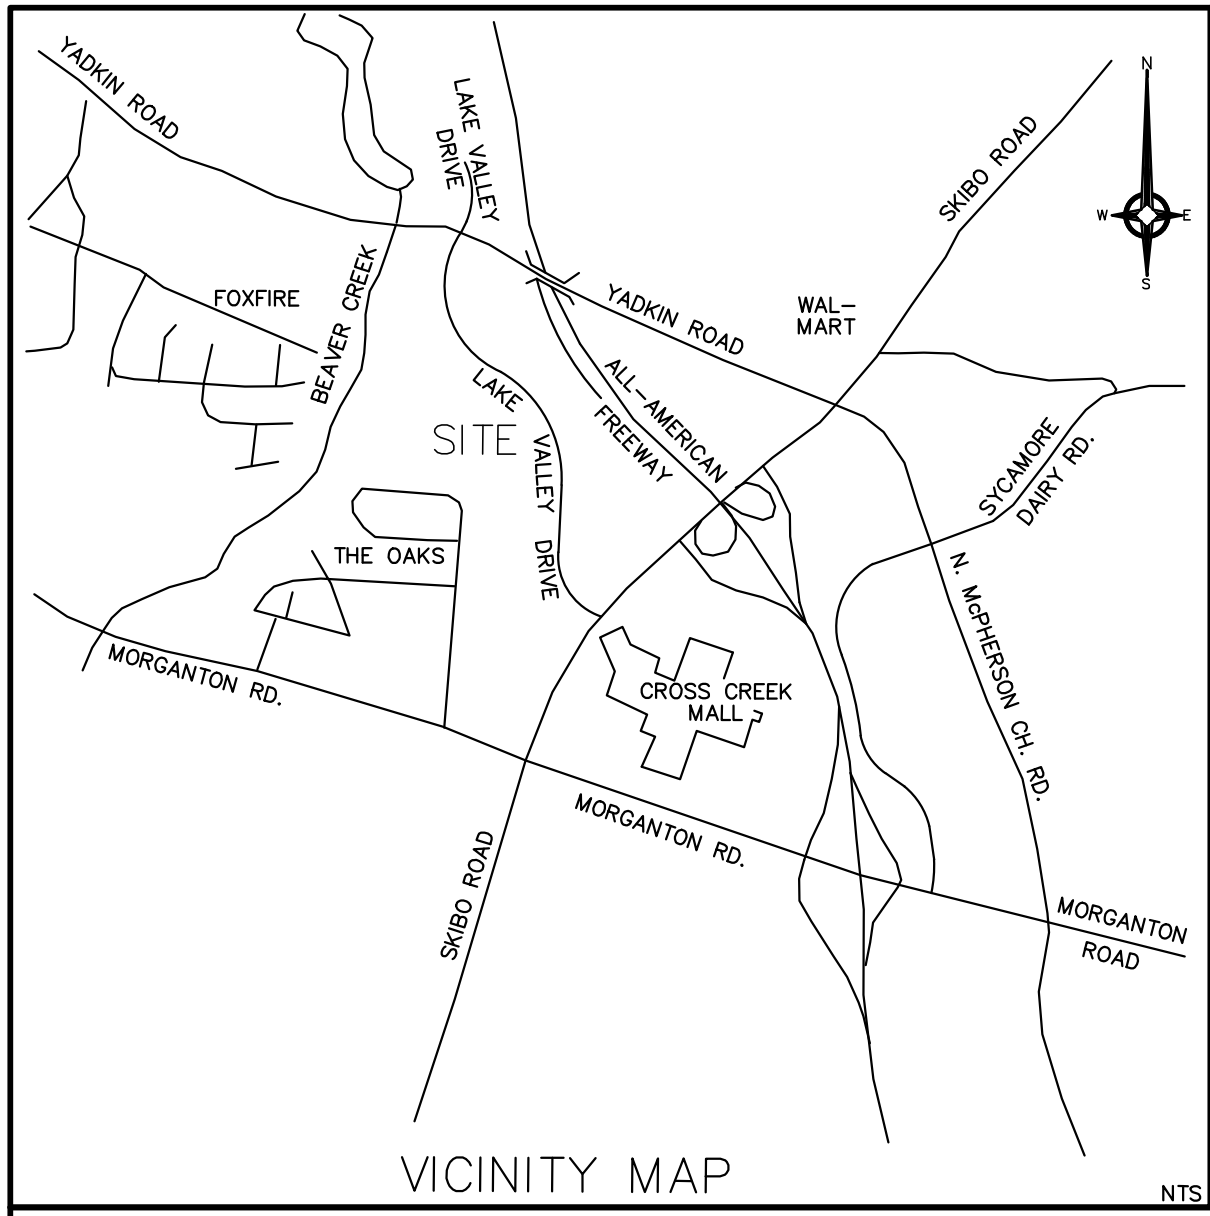 YADKIN ROAD
LAKE VALLEY
DRIVE
N
SKIBO ROAD
W
E
S
FOXFIRE
BEAVER CREEK
YADKIN ROAD
WAL-
MART
ALL-AMERICAN
FREEWAY
LAKE
VALLEY
DRIVE
SITE
SYCAMORE
DAIRY RD.
THE OAKS
N. McPHERSON CH. RD.
MORGANTON RD.
CROSS CREEK
MALL
MORGANTON RD.
SKIBO ROAD
MORGANTON
ROAD
VICINITY MAP
NTS